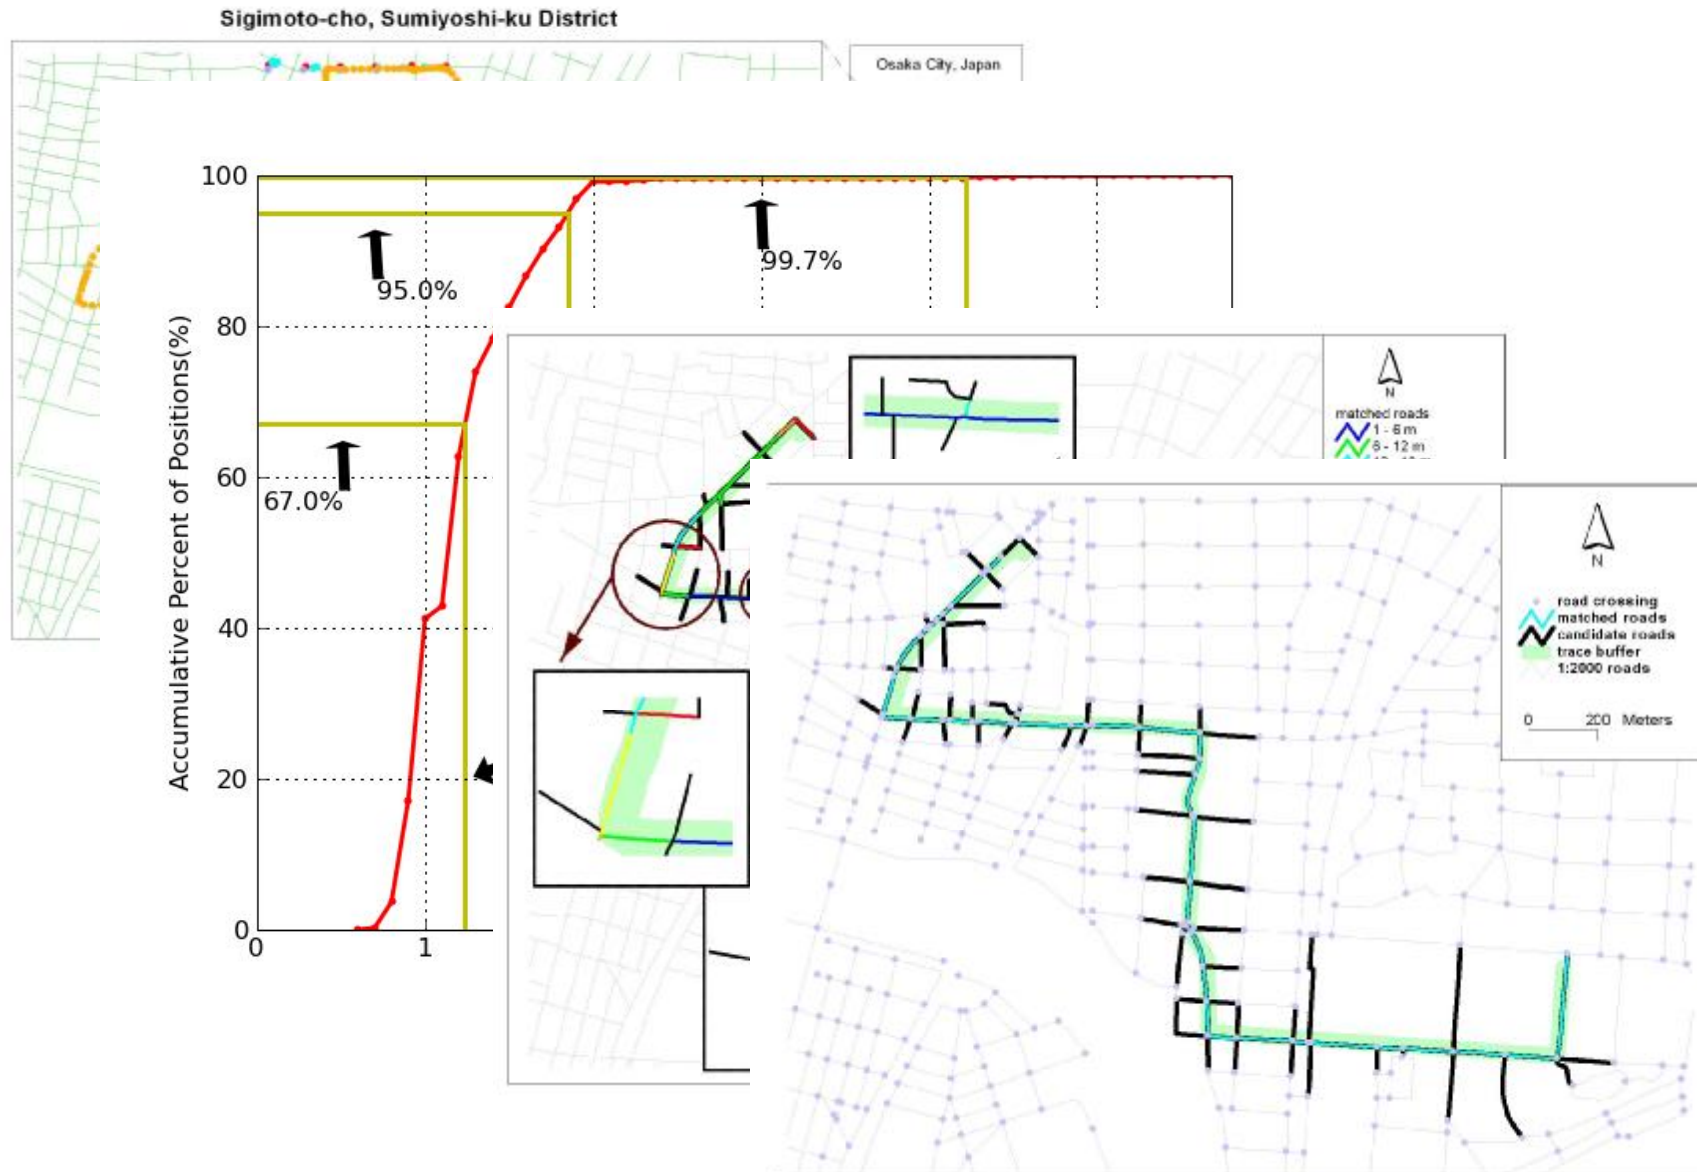 Sigimoto-cho, Sumiyoshi-ku District
Osaka City, Japan
100
80
60
40
20
0
0
1
Accumulative Percent of Positions(%)
95.0%
99.7%
67.0%
N
matched roads
1 - 6 m
6 - 12 m
N
road crossing
matched roads
candidate roads
trace buffer
1:2000 roads
0 200 Meters